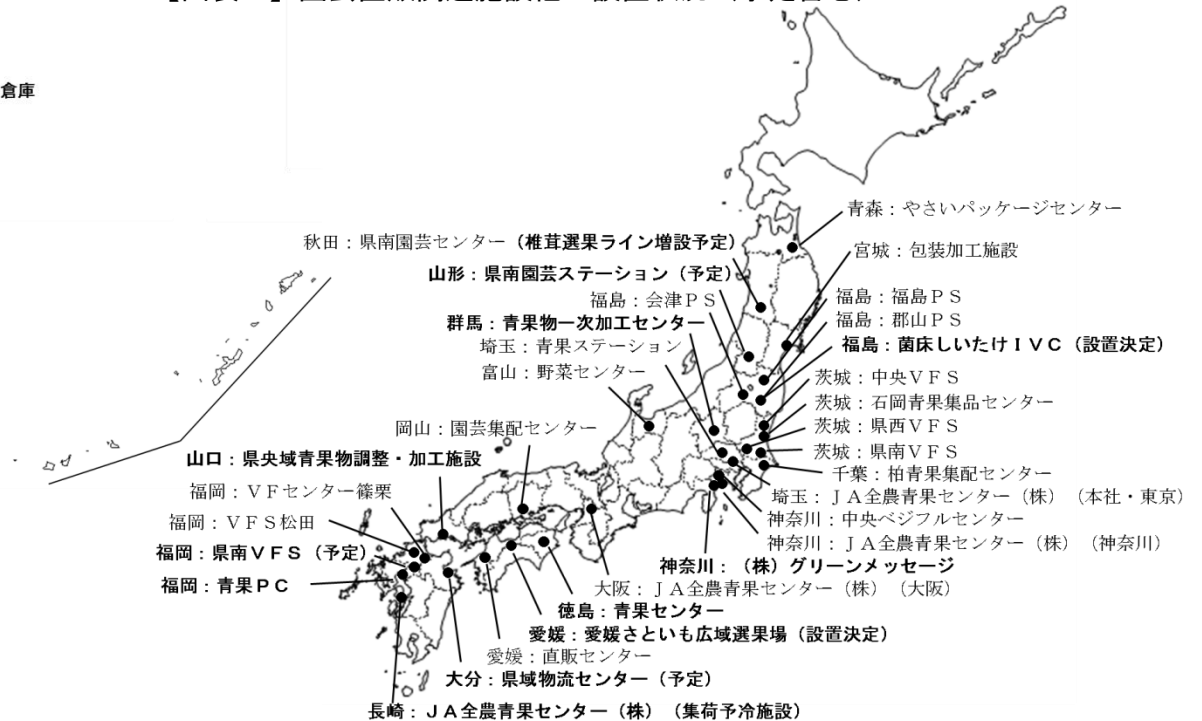 倉庫
青森：やさいパッケージセンター
秋田：県南園芸センター（椎茸選果ライン増設予定）
宮城：包装加工施設
山形：県南園芸ステーション（予定）
福島：会津ＰＳ
福島：福島ＰＳ
福島：郡山ＰＳ
群馬：青果物一次加工センター
福島：菌床しいたけＩＶＣ（設置決定）
埼玉：青果ステーション
富山：野菜センター
茨城：中央ＶＦＳ
茨城：石岡青果集品センター
岡山：園芸集配センター
茨城：県西ＶＦＳ
茨城：県南ＶＦＳ
山口：県央域青果物調整・加工施設
千葉：柏青果集配センター
福岡：ＶＦセンター篠栗
埼玉：ＪＡ全農青果センター（株）（本社・東京）
福岡：ＶＦＳ松田
神奈川：中央ベジフルセンター
神奈川：ＪＡ全農青果センター（株）（神奈川）
福岡：県南ＶＦＳ（予定）
神奈川：（株）グリーンメッセージ
福岡：青果ＰＣ
大阪：ＪＡ全農青果センター（株）（大阪）
徳島：青果センター
愛媛：愛媛さといも広域選果場（設置決定）
愛媛：直販センター
大分：県域物流センター（予定）
長崎：ＪＡ全農青果センター（株）（集荷予冷施設）